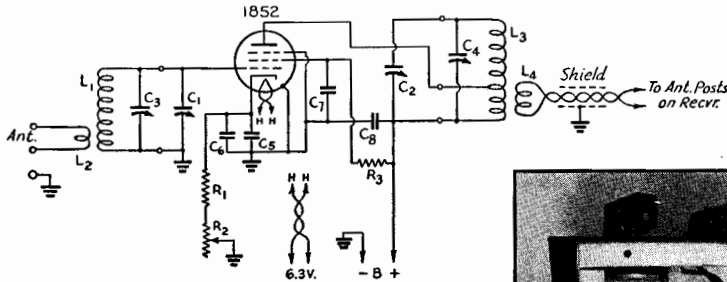 1852
L1
C3
C1
Ant.
L2
H H
C6
C5
C7
C8
R1
R2
R3
H H
6.3V.
- B +
C2
C4
L3
L4
Shield
To Ant. Posts
on Recvr.